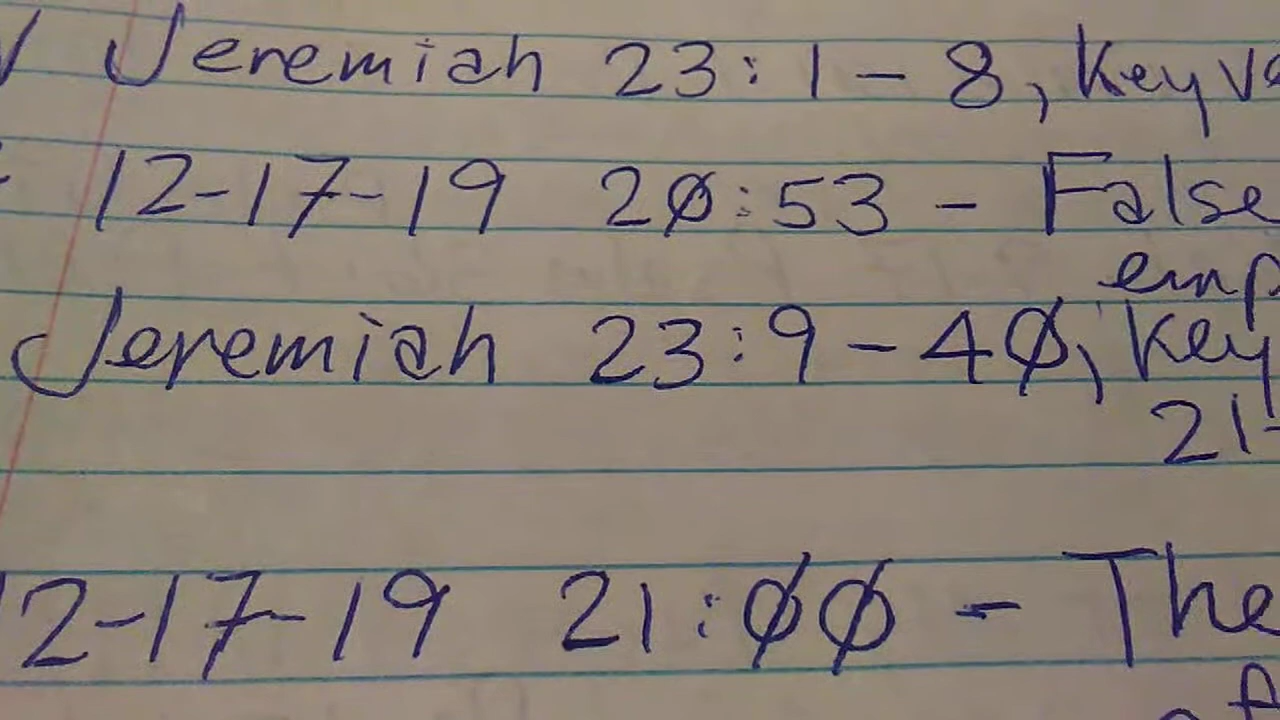 Jeremiah 23:1-8, Key
12-17-19 20:53 - False
Jeremiah 23:9-40, Key
21-
12-17-19 21:00 - The